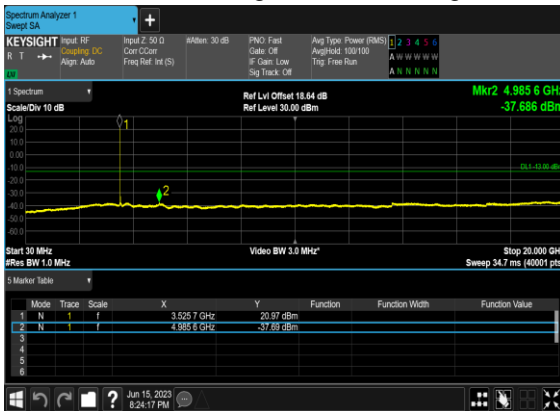 Spectrum Analyzer 1
Swept SA
+
KEYSIGHT Input: RF Input Z: 50 Ω #Atten: 30 dB PNO: Fast Avg Type: Power (RMS) 1 2 3 4 5 6
R T Coupling: DC Corr CCorr Gate: Off Avg|Hold: 100/100 A W W W W W
Align: Auto Freq Ref: Int (S) IF Gain: Low Trig: Free Run
Sig Track: Off A N N N N N
1 Spectrum Ref Lvl Offset 18.64 dB Mkr2 4.985 6 GHz
Scale/Div 10 dB Ref Level 30.00 dBm -37.686 dBm
Log
20.0
10.0
0.00
-10.0
DL1 -13.00 dBm
-20.0
-30.0
-40.0
-50.0
-60.0
1
2
Start 30 MHz Video BW 3.0 MHz* Stop 20.000 GH
#Res BW 1.0 MHz Sweep 34.7 ms (40001 pts
5 Marker Table
Mode Trace Scale X Y Function Function Width Function Value
1 N 1 f 3.525 7 GHz 20.97 dBm
2 N 1 f 4.985 6 GHz -37.69 dBm
3
4
5
6
? Jun 15, 2023
8:24:17 PM